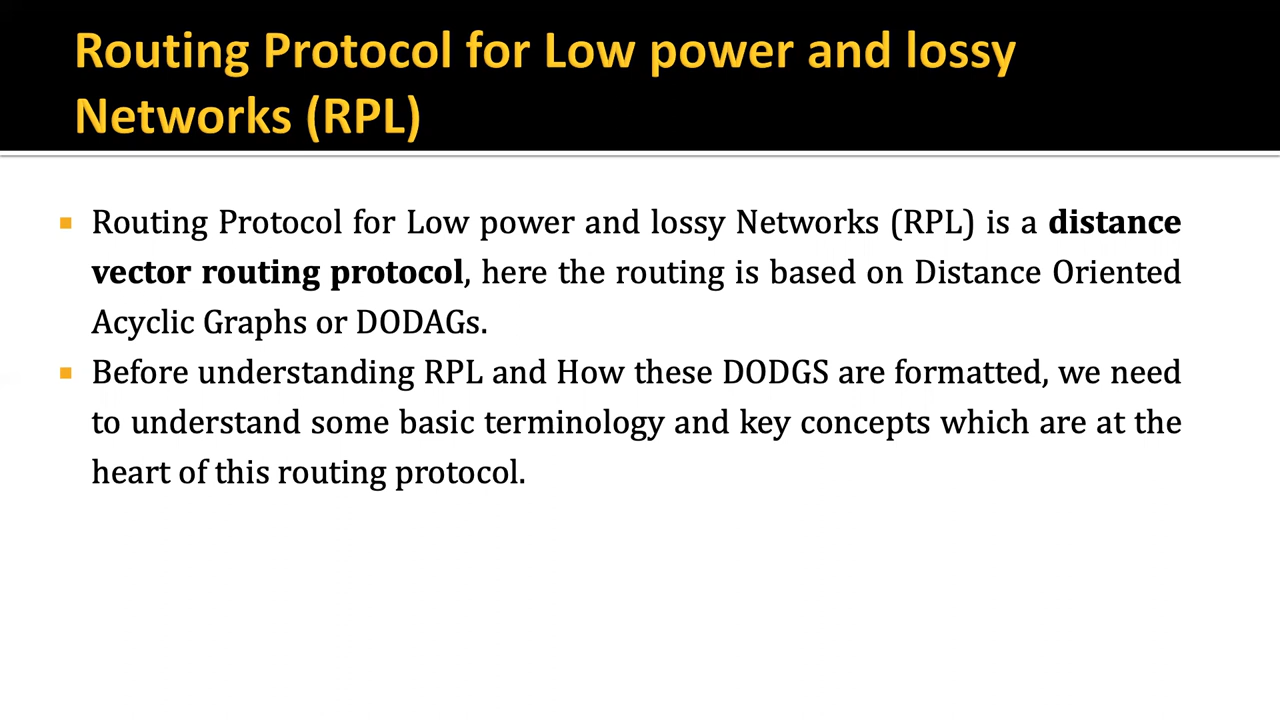 Routing Protocol for Low power and lossy
Networks (RPL)
Routing Protocol for Low power and lossy Networks (RPL) is a distance
vector routing protocol, here the routing is based on Distance Oriented
Acyclic Graphs or DODAGs.
Before understanding RPL and How these DODGS are formatted, we need
to understand some basic terminology and key concepts which are at the
heart of this routing protocol.